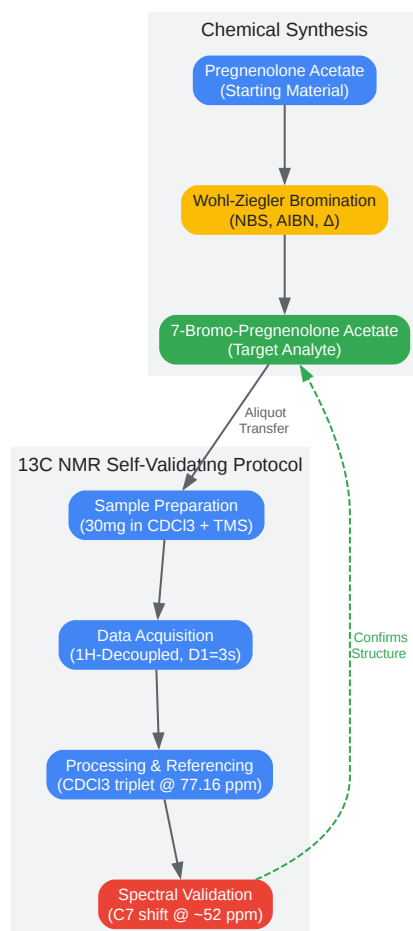 Chemical Synthesis
Pregnenolone Acetate
(Starting Material)
Wohl-Ziegler Bromination
(NBS, AIBN, Δ)
7-Bromo-Pregnenolone Acetate
(Target Analyte)
Aliquot
Transfer
13C NMR Self-Validating Protocol
Sample Preparation
(30mg in CDCl3 + TMS)
Data Acquisition
(1H-Decoupled, D1=3s)
Confirms
Structure
Processing & Referencing
(CDCl3 triplet @ 77.16 ppm)
Spectral Validation
(C7 shift @ ~52 ppm)